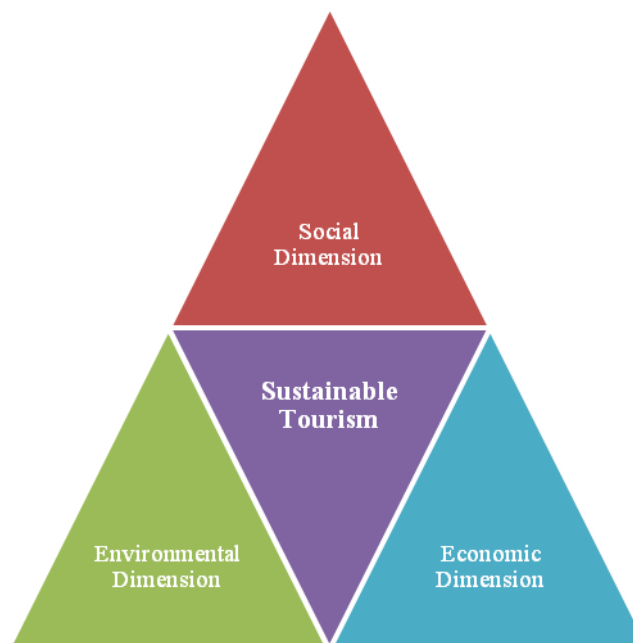 Social
Dimension
Sustainable
Tourism
Environmental
Dimension
Economic
Dimension